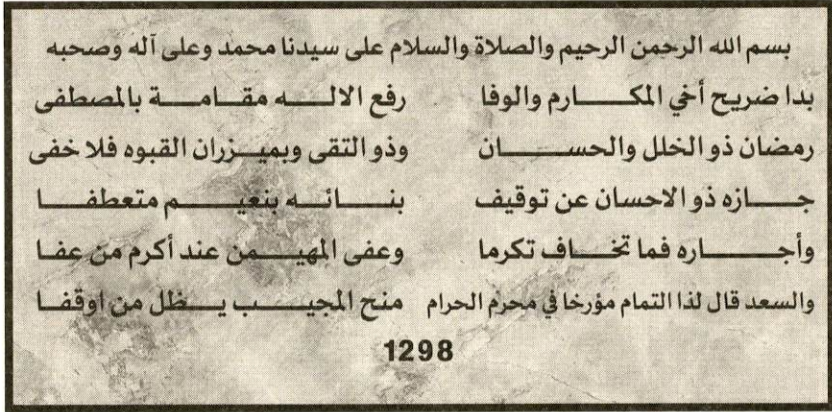 بسم الله الرحمن الرحيم والصلاة والسلام على سيدنا محمد وعلى آله وصحبه
بدا ضريح أخي المكارم والوفا رفع الاله مقامة بالمصطفى
رمضان ذو الخلل والحسان وذو التقى وبميزران القبوه فلا خفى
جازه ذو الاحسان عن توقيف بنائه بنعيم متعطفا
وأجاره فما تخاف تكرما وعفى المهيمن عند أكرم من عفا
والسعد قال لذا التمام مؤرخا في محرم الحرام منح المجيب يظل من اوقفا
1298